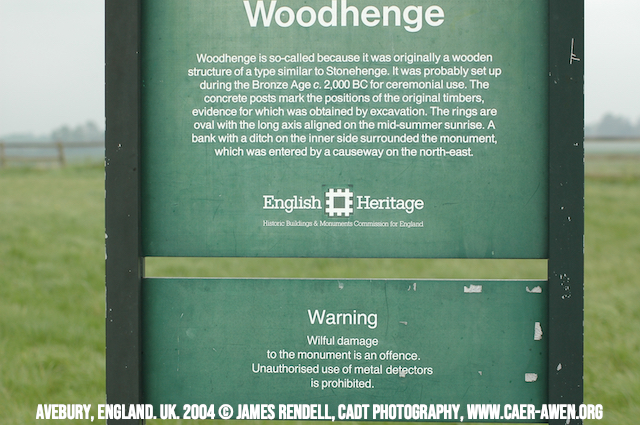 Woodhenge
Woodhenge is so-called because it was originally a wooden
structure of a type similar to Stonehenge. It was probably set up
during the Bronze Age c. 2,000 BC for ceremonial use. The
concrete posts mark the positions of the original timbers,
evidence for which was obtained by excavation. The rings are
oval with the long axis aligned on the mid-summer sunrise. A
bank with a ditch on the inner side surrounded the monument,
which was entered by a causeway on the north-east.
English Heritage
Historic Buildings & Monuments Commission for England
Warning
Wilful damage
to the monument is an offence.
Unauthorised use of metal detectors
is prohibited.
AVEBURY, ENGLAND. UK. 2004 © JAMES RENDELL, CADT PHOTOGRAPHY, WWW.CAER-AWEN.ORG